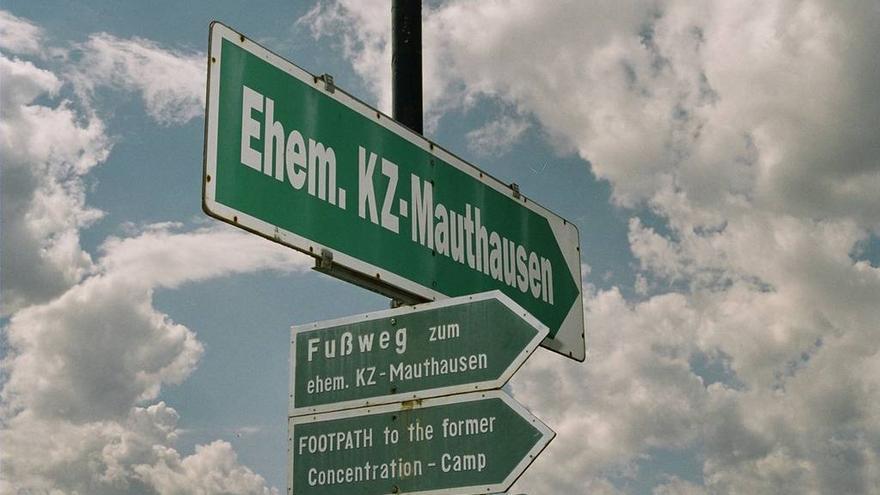 Ehem. KZ-Mauthausen
Fußweg zum
ehem. KZ-Mauthausen
FOOTPATH to the former
Concentration-Camp